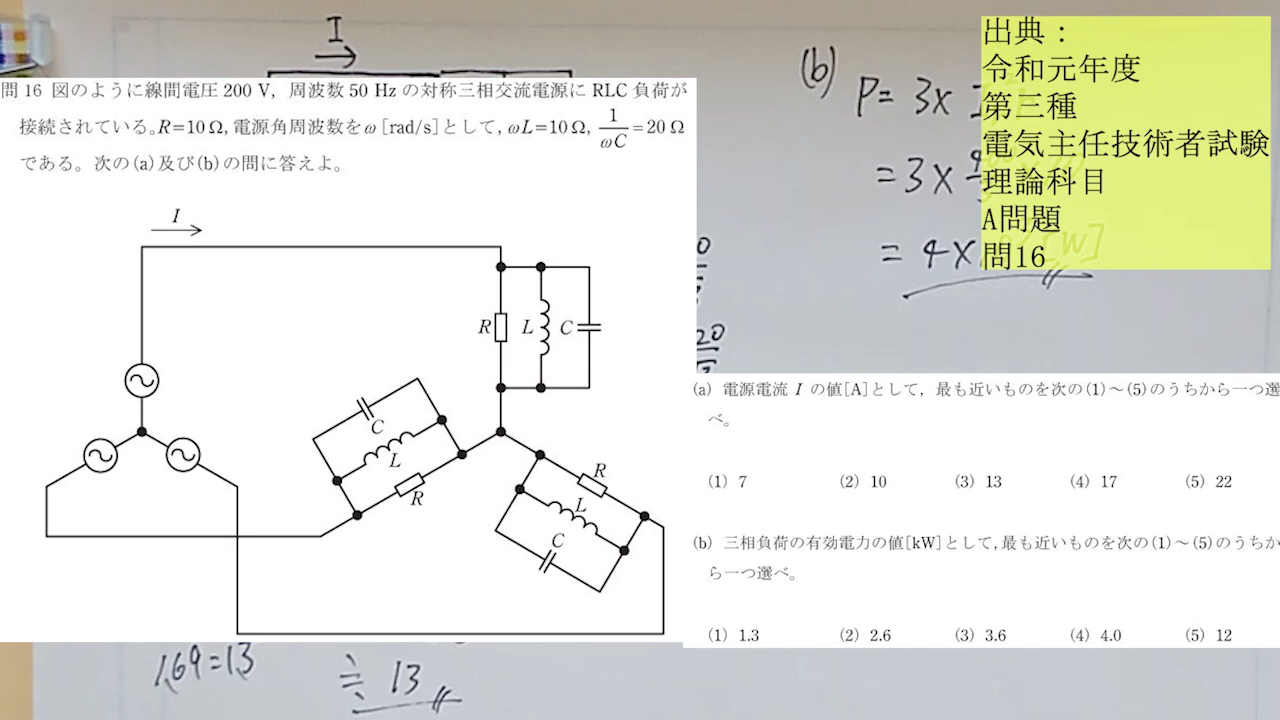 I
問 16 図のように線間電圧 200 V，周波数 50 Hz の対称三相交流電源に RLC 負荷が
接続されている。R=10 Ω, 電源角周波数をω [rad/s]として, ωL=10 Ω, 1/ωC=20 Ω
である。次の(a)及び(b)の問に答えよ。
I
R L C
C
L
R
R
L
C
(b) P= 3×
=3×
= 4× [W]
出典：
令和元年度
第三種
電気主任技術者試験
理論科目
A問題
問16
(a) 電源電流 I の値[A]として，最も近いものを次の(1)～(5)のうちから一つ選
べ。
(1) 7 (2) 10 (3) 13 (4) 17 (5) 22
(b) 三相負荷の有効電力の値[kW]として,最も近いものを次の(1)～(5)のうちか
ら一つ選べ。
(1) 1.3 (2) 2.6 (3) 3.6 (4) 4.0 (5) 12
169=13
≒ 13